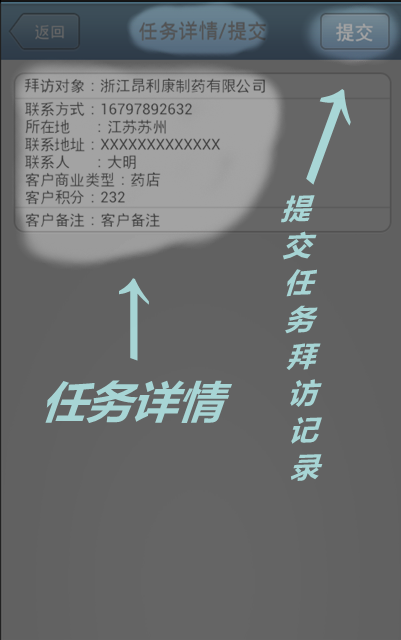 返回
任务详情/提交
提交
拜访对象：浙江昂利康制药有限公司
联系方式：16797892632
所在地　：江苏苏州
联系地址：XXXXXXXXXXXXX
联系人　：大明
客户商业类型：药店
客户积分：232
客户备注：客户备注
任务详情
提交任务拜访记录